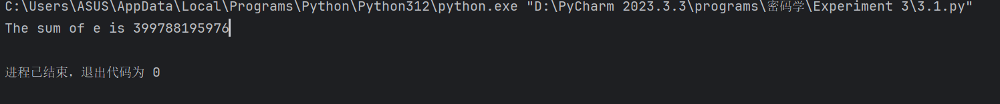 C:\Users\ASUS\AppData\Local\Programs\Python\Python312\python.exe "D:\PyCharm 2023.3.3\programs\密码学\Experiment 3\3.1.py"
The sum of e is 399788195976
进程已结束，退出代码为 0